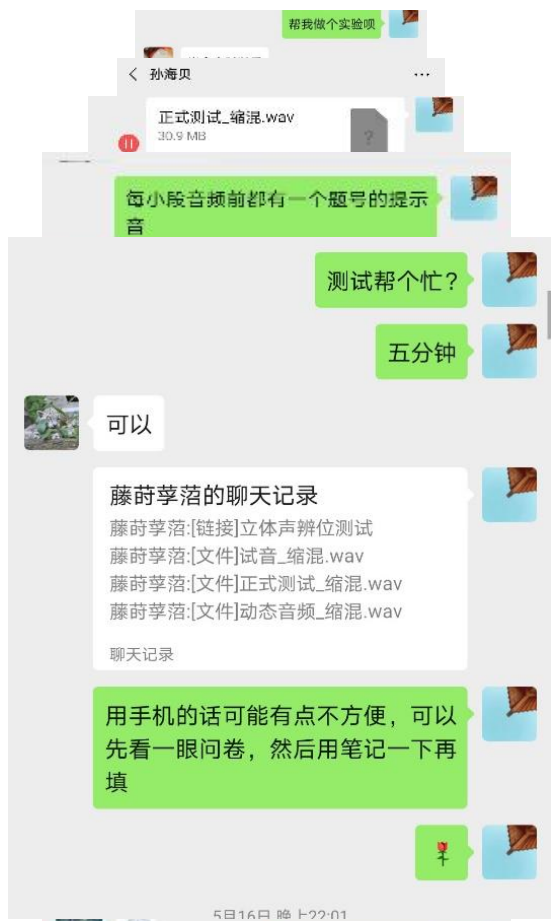 帮我做个实验呗
孙海贝
正式测试_缩混.wav
30.9 MB
每小段音频前都有一个题号的提示
音
测试帮个忙？
五分钟
可以
藤莳莩菭的聊天记录
藤莳莩菭:[链接]立体声辨位测试
藤莳莩菭:[文件]试音_缩混.wav
藤莳莩菭:[文件]正式测试_缩混.wav
藤莳莩菭:[文件]动态音频_缩混.wav
聊天记录
用手机的话可能有点不方便，可以
先看一眼问卷，然后用笔记一下再
填
5月16日 晚上22:01